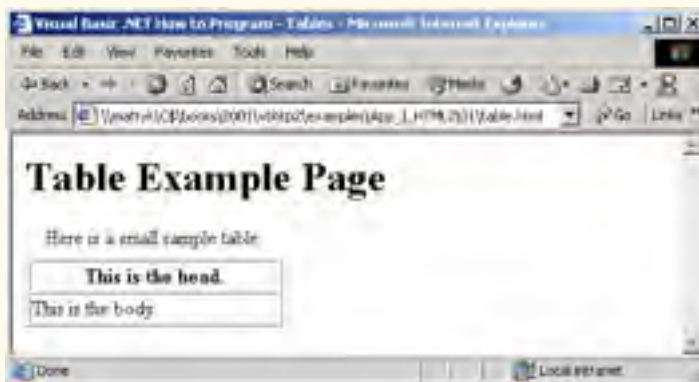 Visual Basic .NET How to Program - Tables - Microsoft Internet Explorer
File Edit View Favorites Tools Help
Back Search Favorites Media
Address
Go Links
Table Example Page
Here is a small sample table.
This is the head.
This is the body.
Done Local intranet